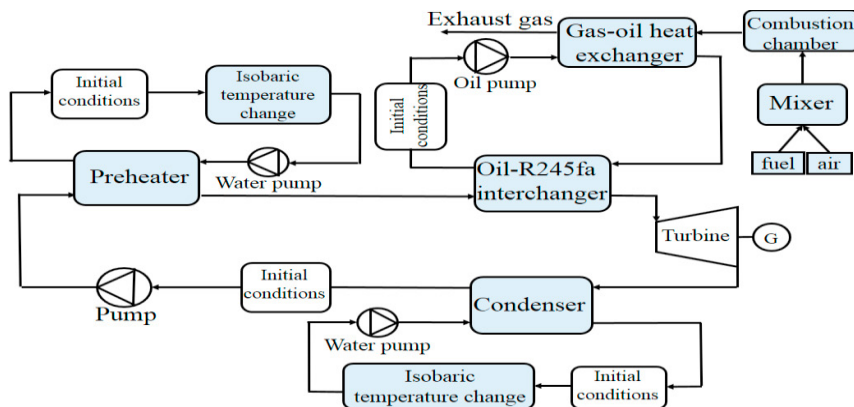 Exhaust gas
Gas-oil heat
exchanger
Combustion
chamber
Oil pump
Initial
conditions
Isobaric
temperature
change
Initial
conditions
Mixer
fuel
air
Preheater
Water pump
Oil-R245fa
interchanger
Turbine
G
Pump
Initial
conditions
Condenser
Water pump
Isobaric
temperature change
Initial
conditions